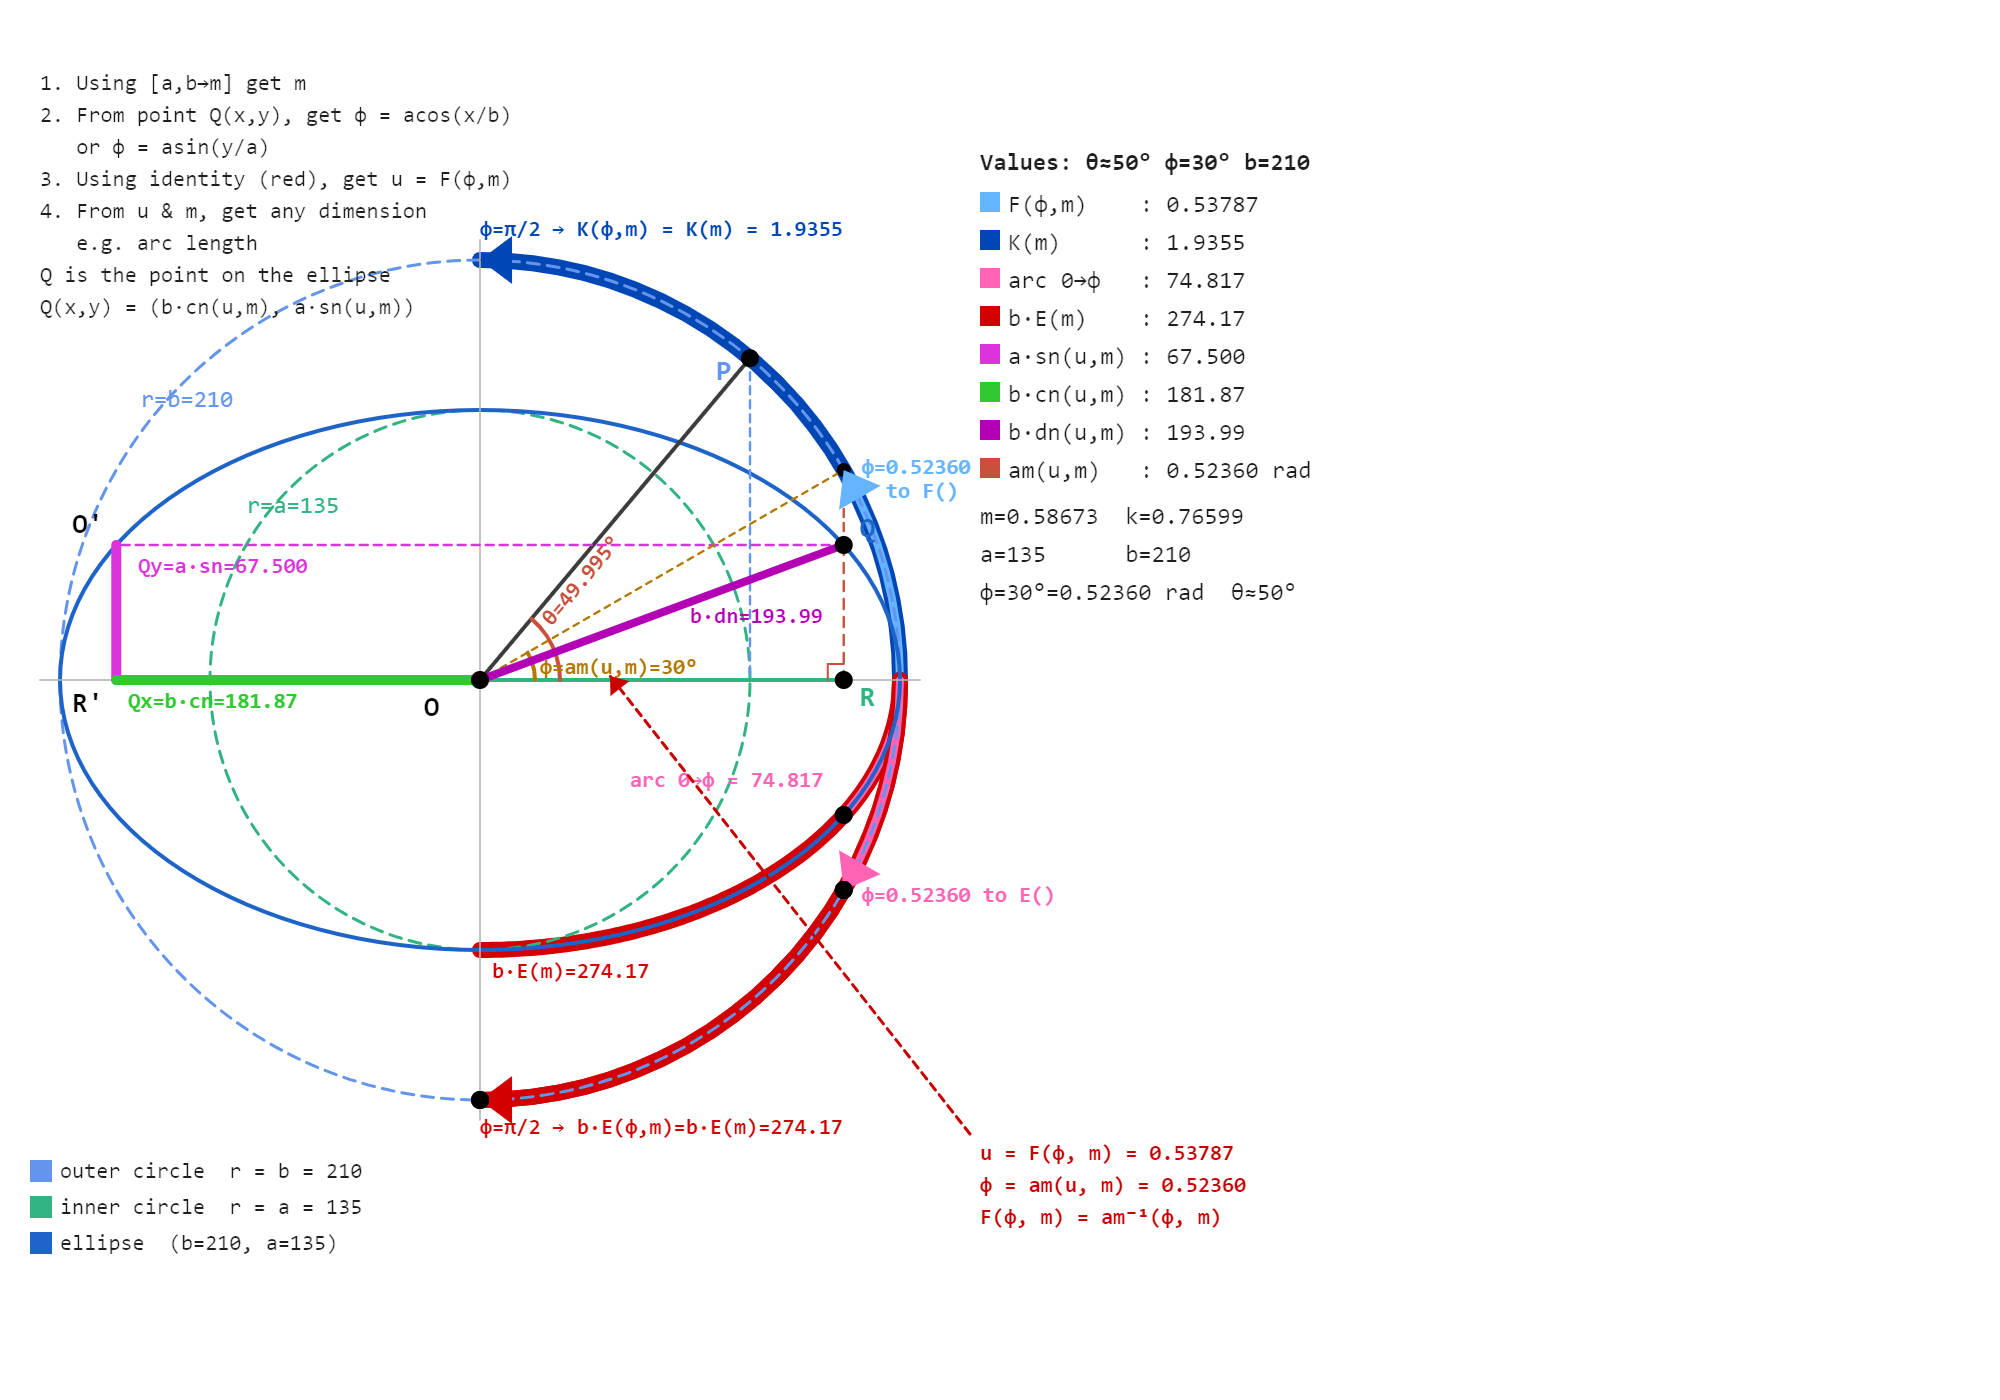 1. Using [a,b→m] get m
2. From point Q(x,y), get ϕ = acos(x/b)
or ϕ = asin(y/a)
3. Using identity (red), get u = F(ϕ,m)
4. From u & m, get any dimension
e.g. arc length
Q is the point on the ellipse
Q(x,y) = (b·cn(u,m), a·sn(u,m))
ϕ=π/2 → K(ϕ,m) = K(m) = 1.9355
Values: θ≈50° ϕ=30° b=210
F(ϕ,m) : 0.53787
K(m) : 1.9355
arc 0→ϕ : 74.817
b·E(m) : 274.17
a·sn(u,m) : 67.500
b·cn(u,m) : 181.87
b·dn(u,m) : 193.99
am(u,m) : 0.52360 rad
m=0.58673 k=0.76599
a=135 b=210
ϕ=30°=0.52360 rad θ≈50°
P
r=b=210
ϕ=0.52360
to F()
r=a=135
O'
Q
Qy=a·sn=67.500
θ=49.995°
b·dn=193.99
ϕ=am(u,m)=30°
R'
Qx=b·cn=181.87
O
R
arc 0→ϕ = 74.817
ϕ=0.52360 to E()
b·E(m)=274.17
ϕ=π/2 → b·E(ϕ,m)=b·E(m)=274.17
u = F(ϕ, m) = 0.53787
ϕ = am(u, m) = 0.52360
F(ϕ, m) = am⁻¹(ϕ, m)
outer circle r = b = 210
inner circle r = a = 135
ellipse (b=210, a=135)